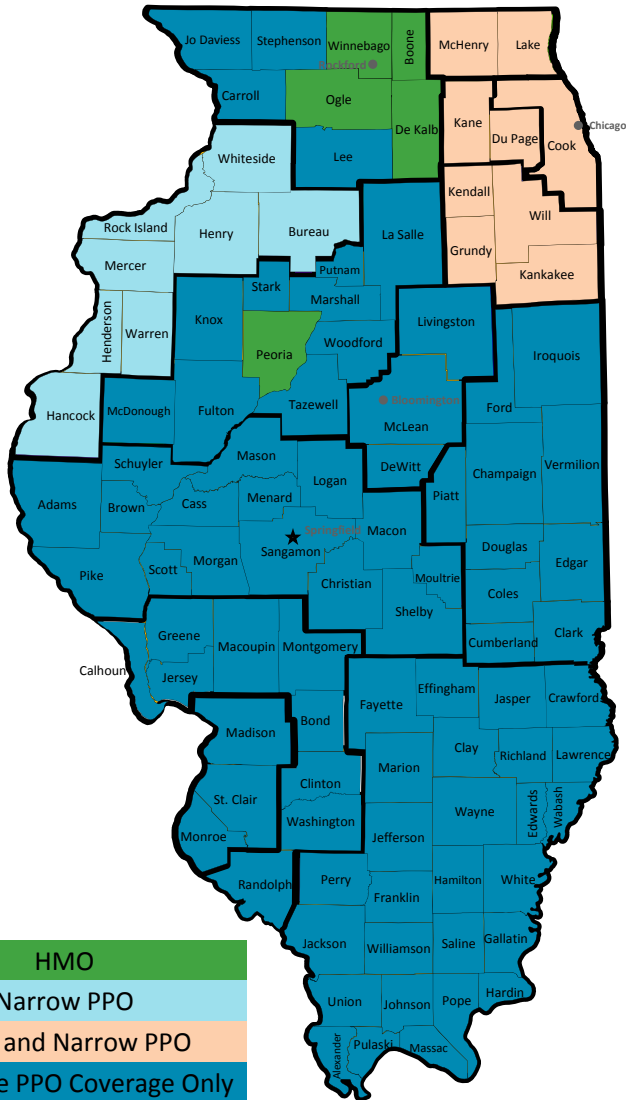 Jo Daviess
Stephenson
Winnebago
Boone
McHenry
Lake
Rockford
Carroll
Ogle
De Kalb
Kane
Du Page
Cook
Chicago
Whiteside
Lee
Kendall
Will
Rock Island
Henry
Bureau
La Salle
Grundy
Mercer
Putnam
Kankakee
Stark
Marshall
Henderson
Warren
Knox
Peoria
Woodford
Livingston
Iroquois
Hancock
McDonough
Fulton
Tazewell
Bloomington
McLean
Ford
Schuyler
Mason
Logan
DeWitt
Champaign
Vermilion
Adams
Brown
Cass
Menard
Piatt
Springfield
Macon
Sangamon
Douglas
Edgar
Pike
Scott
Morgan
Christian
Moultrie
Coles
Shelby
Greene
Macoupin
Montgomery
Cumberland
Clark
Calhoun
Jersey
Fayette
Effingham
Jasper
Crawford
Madison
Bond
Clay
Richland
Lawrence
Marion
Clinton
St. Clair
Wayne
Edwards
Wabash
Washington
Monroe
Jefferson
Randolph
Perry
Hamilton
White
Franklin
Jackson
Williamson
Saline
Gallatin
Union
Johnson
Pope
Hardin
Alexander
Pulaski
Massac
HMO
Narrow PPO
and Narrow PPO
PPO Coverage Only